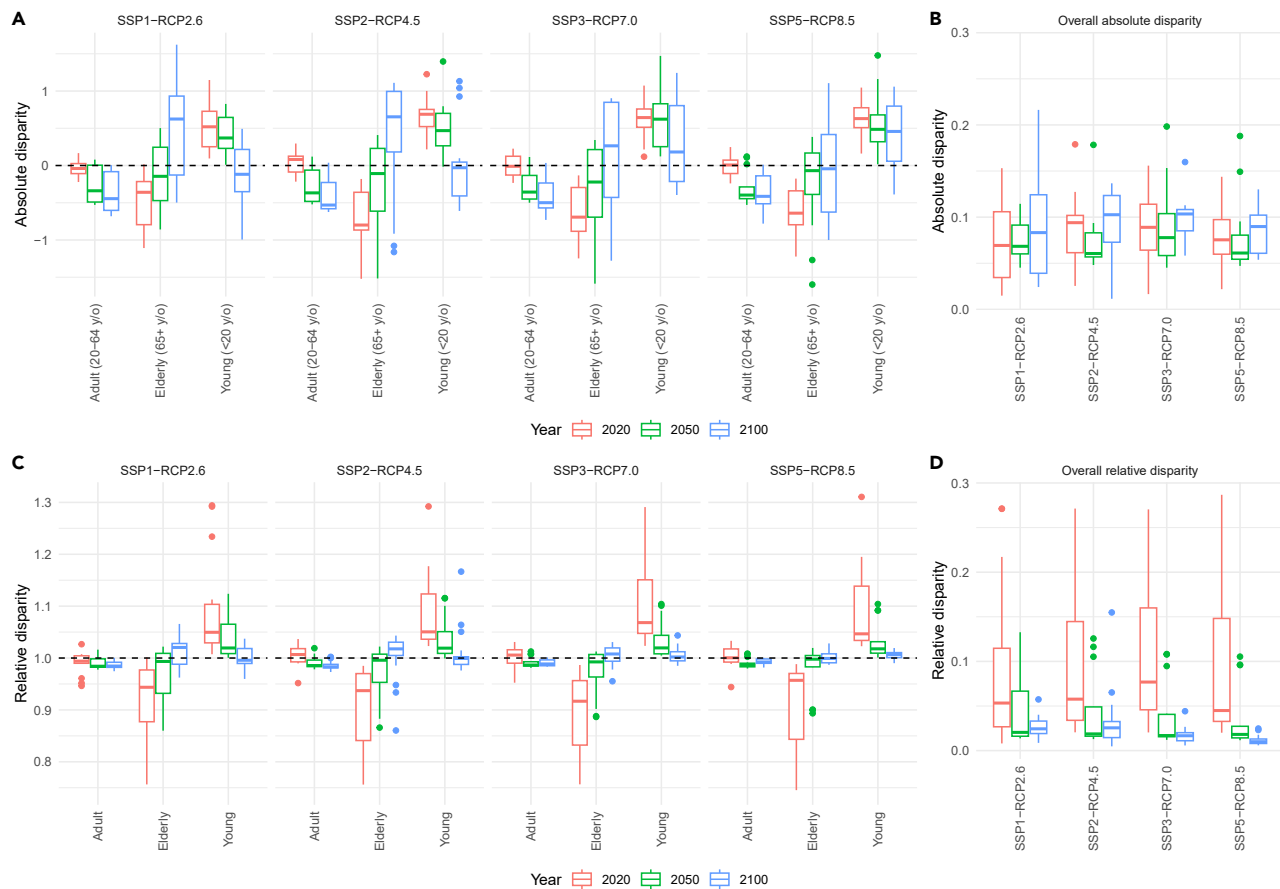 A
SSP1−RCP2.6
SSP2−RCP4.5
SSP3−RCP7.0
SSP5−RCP8.5
Absolute disparity
1
0
−1
Adult (20−64 y/o)
Elderly (65+ y/o)
Young (<20 y/o)
Adult (20−64 y/o)
Elderly (65+ y/o)
Young (<20 y/o)
Adult (20−64 y/o)
Elderly (65+ y/o)
Young (<20 y/o)
Adult (20−64 y/o)
Elderly (65+ y/o)
Young (<20 y/o)
B
Overall absolute disparity
Absolute disparity
0.3
0.2
0.1
0.0
SSP1−RCP2.6
SSP2−RCP4.5
SSP3−RCP7.0
SSP5−RCP8.5
Year 2020 2050 2100
C
SSP1−RCP2.6
SSP2−RCP4.5
SSP3−RCP7.0
SSP5−RCP8.5
Relative disparity
1.3
1.2
1.1
1.0
0.9
0.8
Adult
Elderly
Young
Adult
Elderly
Young
Adult
Elderly
Young
Adult
Elderly
Young
D
Overall relative disparity
Relative disparity
0.3
0.2
0.1
0.0
SSP1−RCP2.6
SSP2−RCP4.5
SSP3−RCP7.0
SSP5−RCP8.5
Year 2020 2050 2100